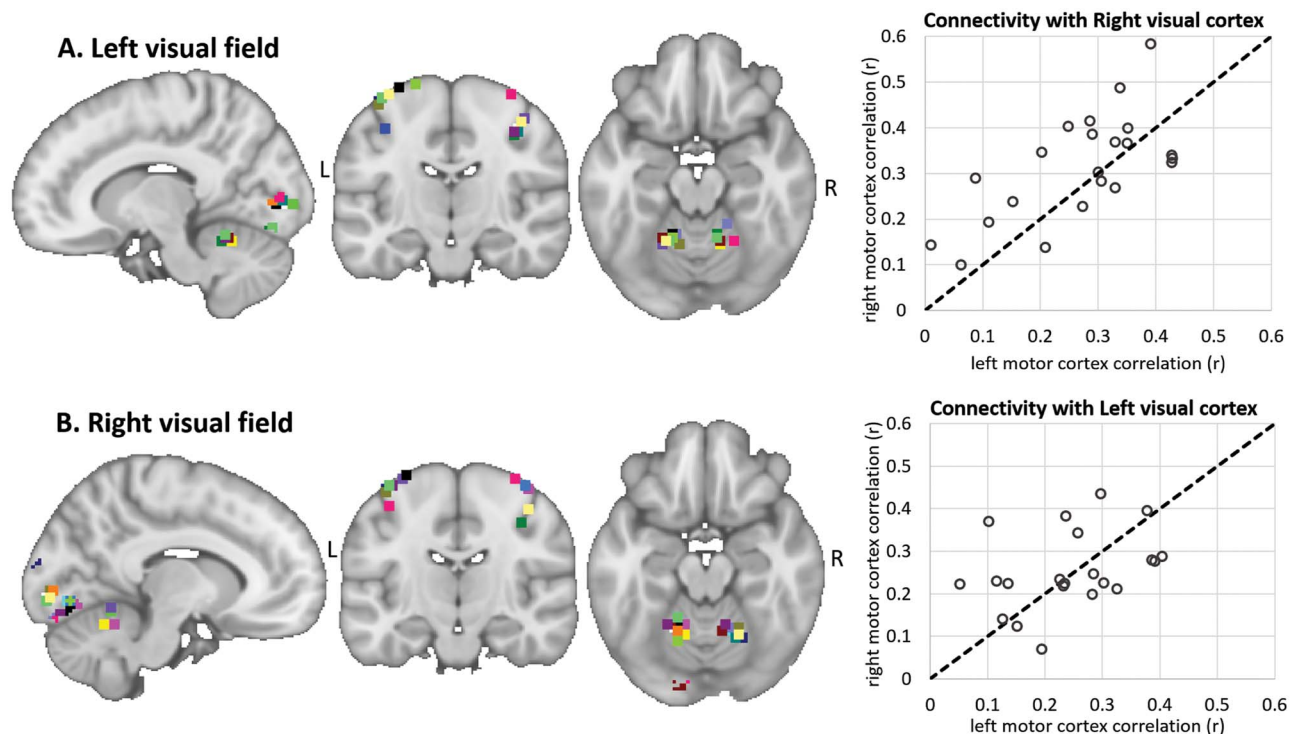 A. Left visual field
L
R
Connectivity with Right visual cortex
right motor cortex correlation (r)
0.6
0.5
0.4
0.3
0.2
0.1
0
0 0.1 0.2 0.3 0.4 0.5 0.6
left motor cortex correlation (r)
B. Right visual field
L
R
Connectivity with Left visual cortex
right motor cortex correlation (r)
0.6
0.5
0.4
0.3
0.2
0.1
0
0 0.1 0.2 0.3 0.4 0.5 0.6
left motor cortex correlation (r)